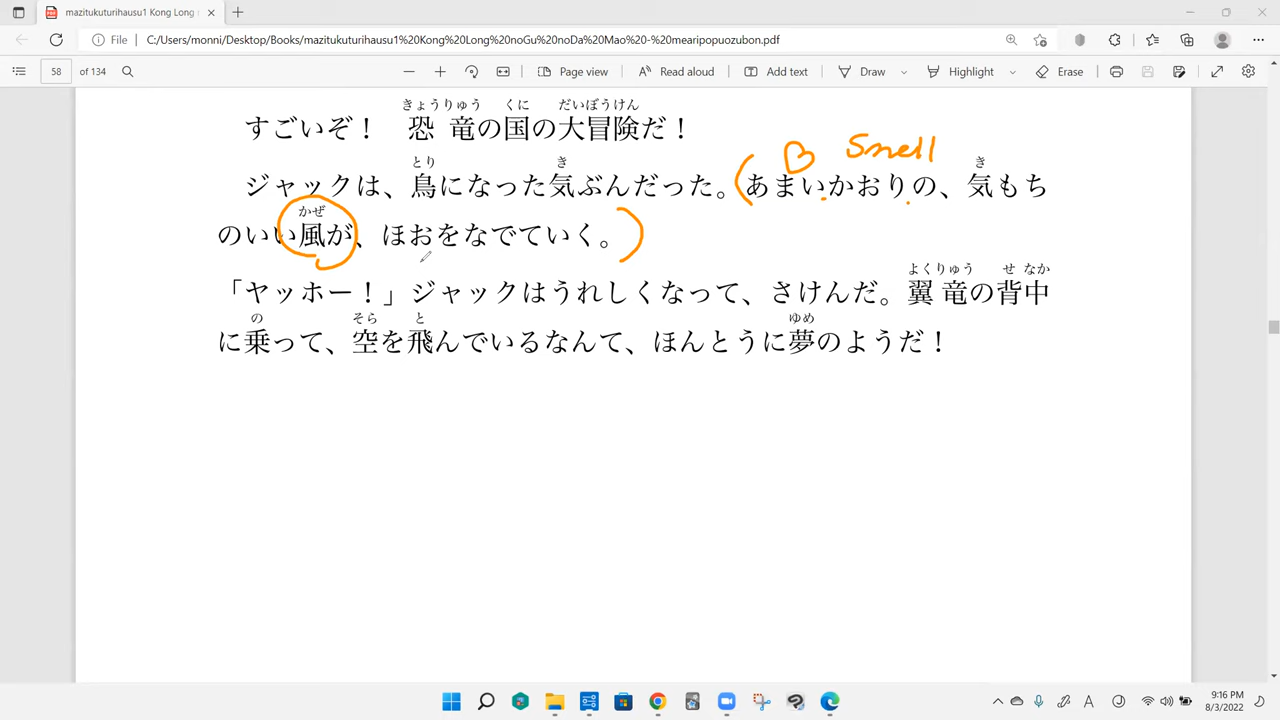 mazitukuturihausu1 Kong Long
File C:/Users/monni/Desktop/Books/mazitukuturihausu1%20Kong%20Long%20noGu%20noDa%20Mao%20-%20mearipopuozubon.pdf
58 of 134 Page view Read aloud Add text Draw Highlight Erase
きょうりゅう くに だいぼうけん
すごいぞ！ 恐竜の国の大冒険だ！
Smell
とり き き
ジャックは、鳥になった気ぶんだった。（あまいかおりの、気もち
かぜ
のいい風が、ほおをなでていく。）
よくりゅう せ なか
「ヤッホー！」ジャックはうれしくなって、さけんだ。翼竜の背中
の そら と ゆめ
に乗って、空を飛んでいるなんて、ほんとうに夢のようだ！
9:16 PM
8/3/2022